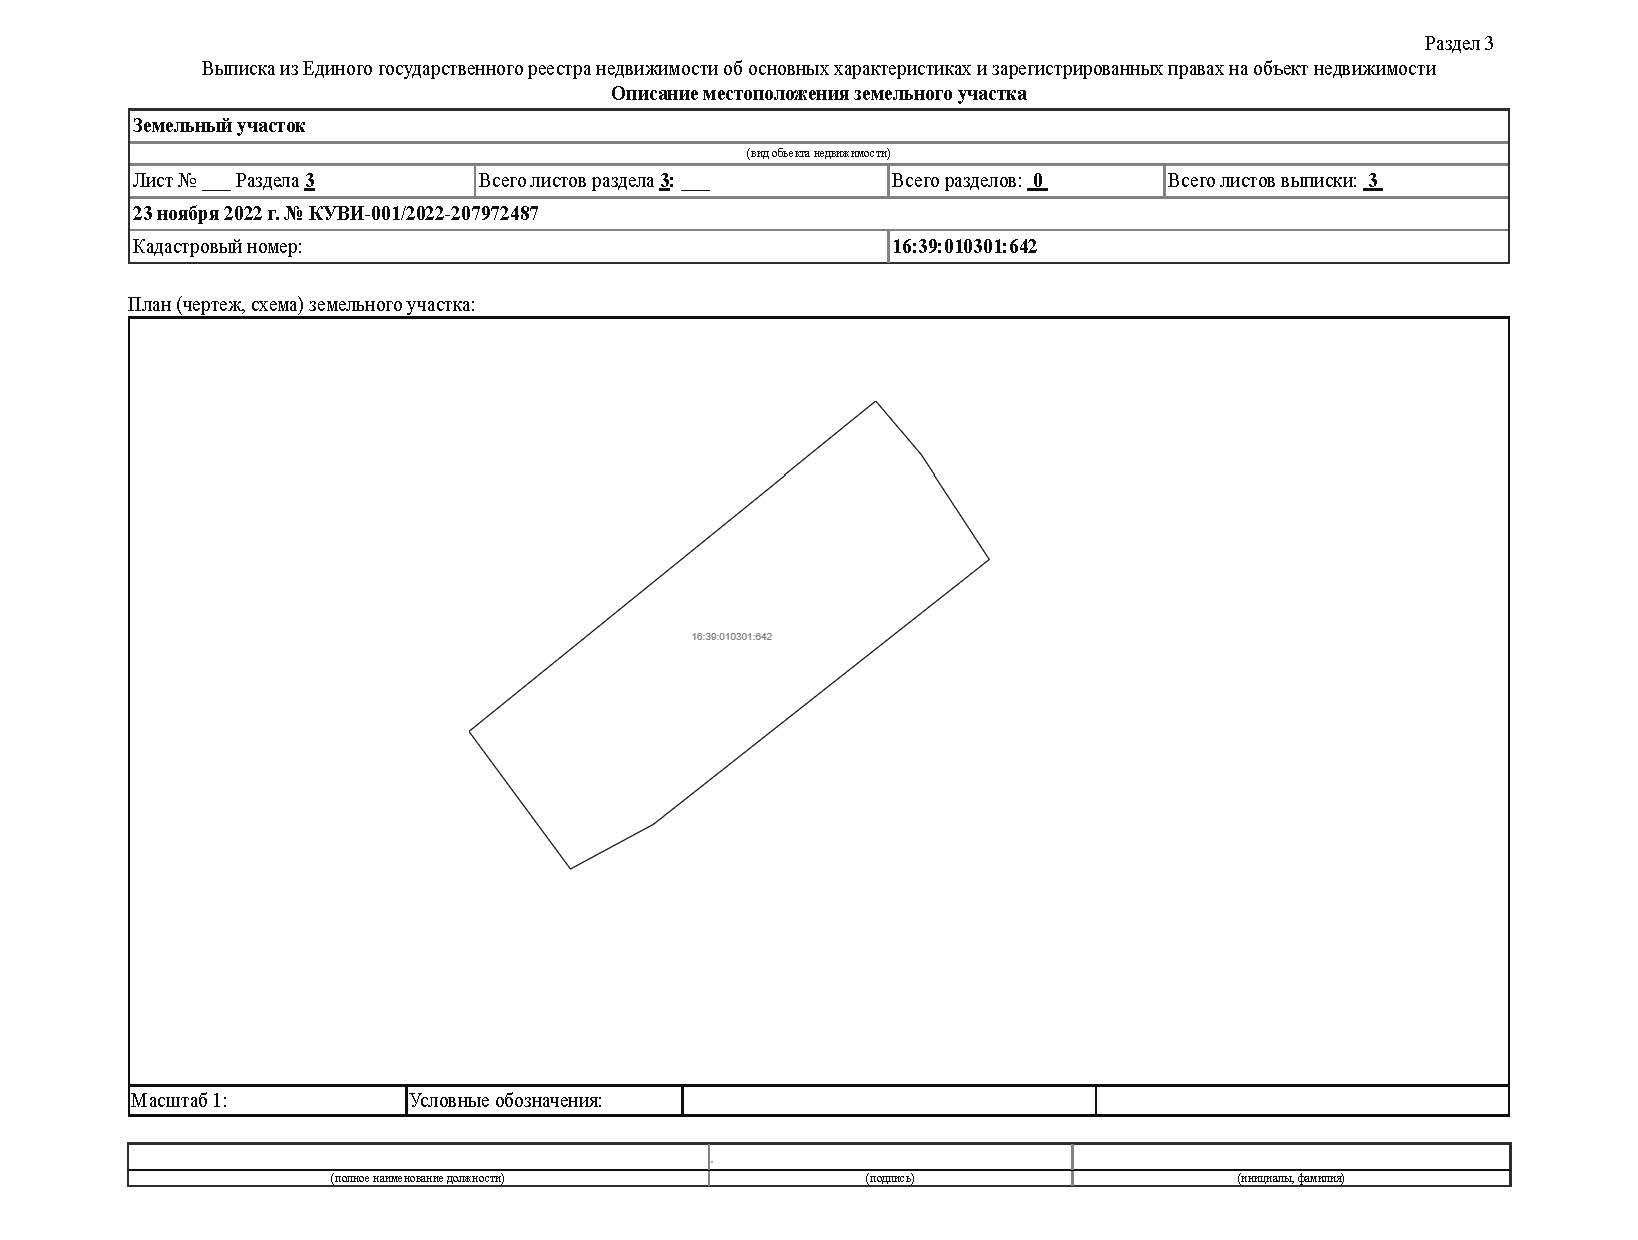 Раздел 3
Выписка из Единого государственного реестра недвижимости об основных характеристиках и зарегистрированных правах на объект недвижимости
Описание местоположения земельного участка
Земельный участок
(вид объекта недвижимости)
Лист № ___ Раздела 3 Всего листов раздела 3: ___ Всего разделов: 0 Всего листов выписки: 3
23 ноября 2022 г. № КУВИ-001/2022-207972487
Кадастровый номер: 16:39:010301:642
План (чертеж, схема) земельного участка:
16:39:010301:642
Масштаб 1: Условные обозначения:
(полное наименование должности) (подпись) (инициалы, фамилия)